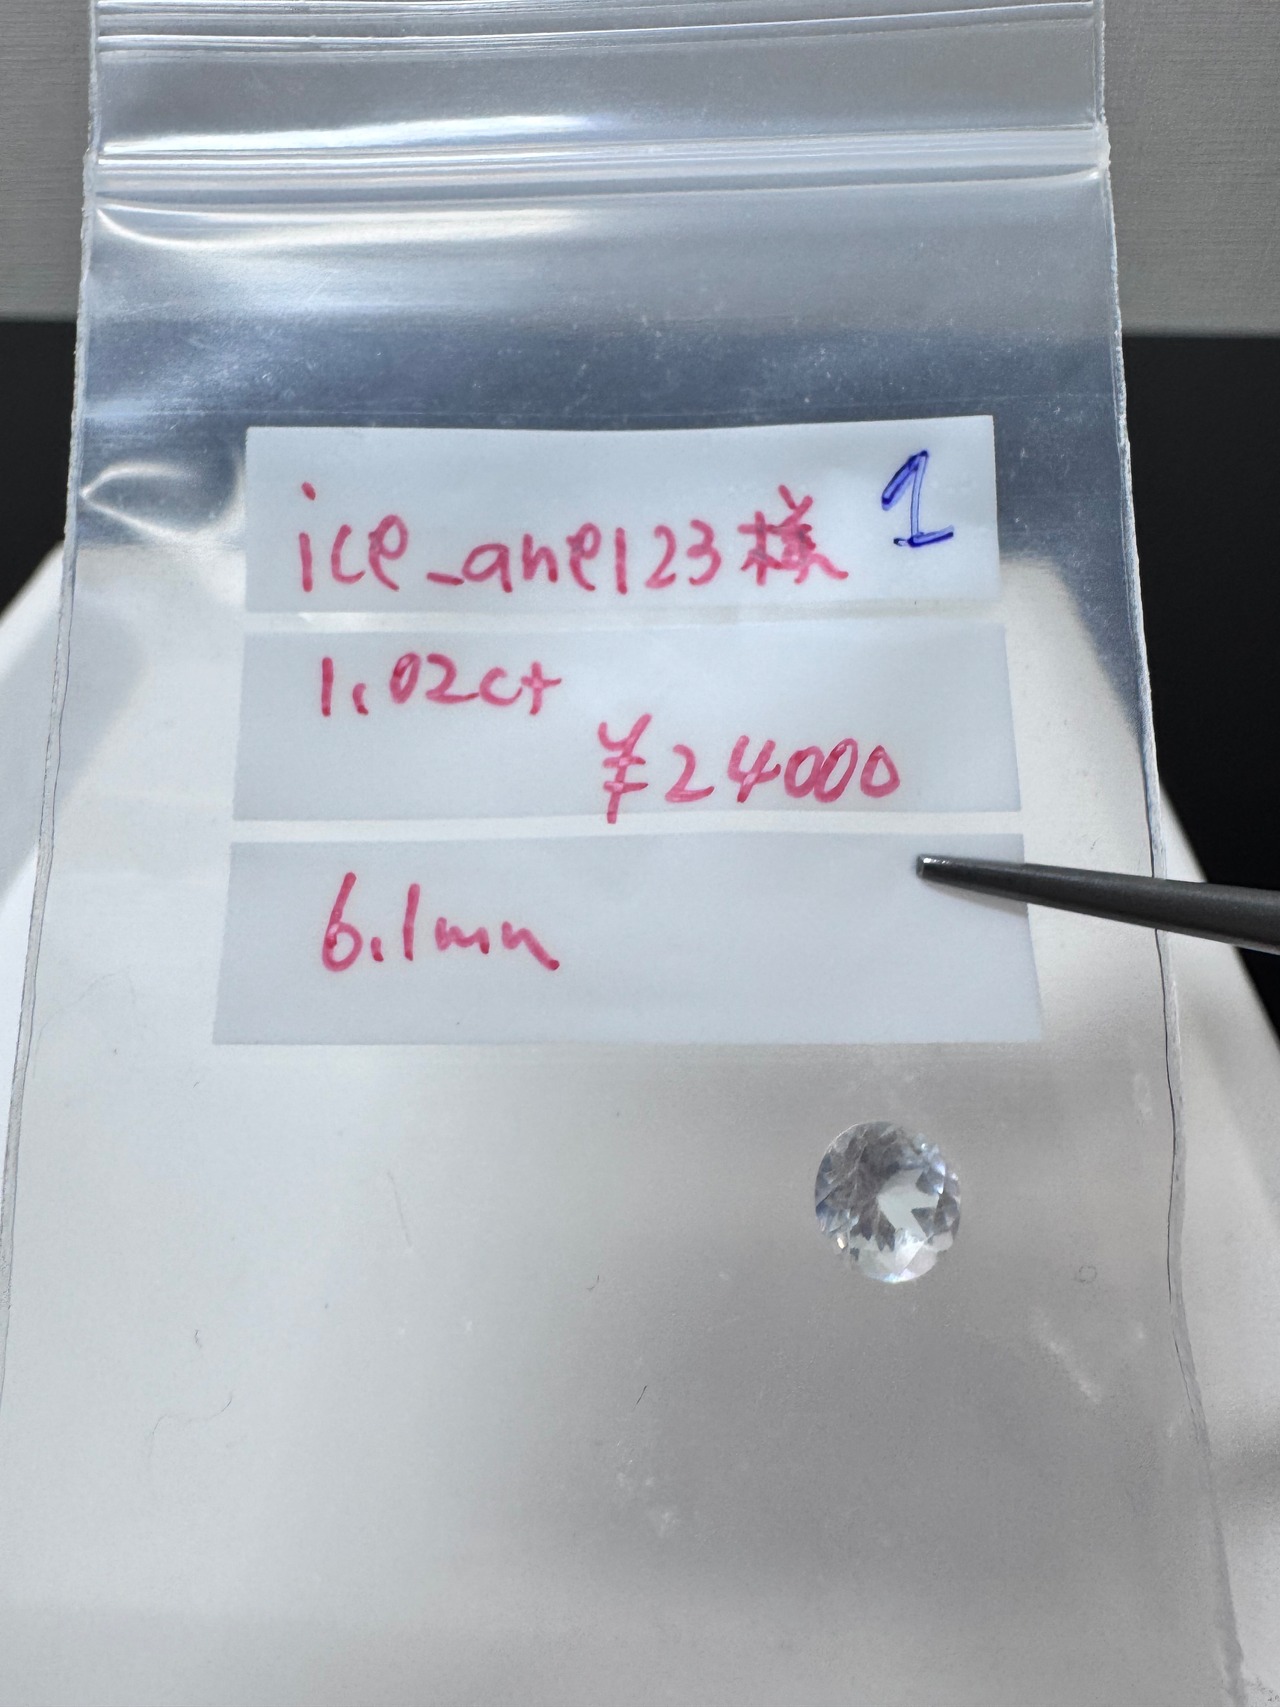 ice_ane123様 1
1.02ct
¥24000
6.1mm